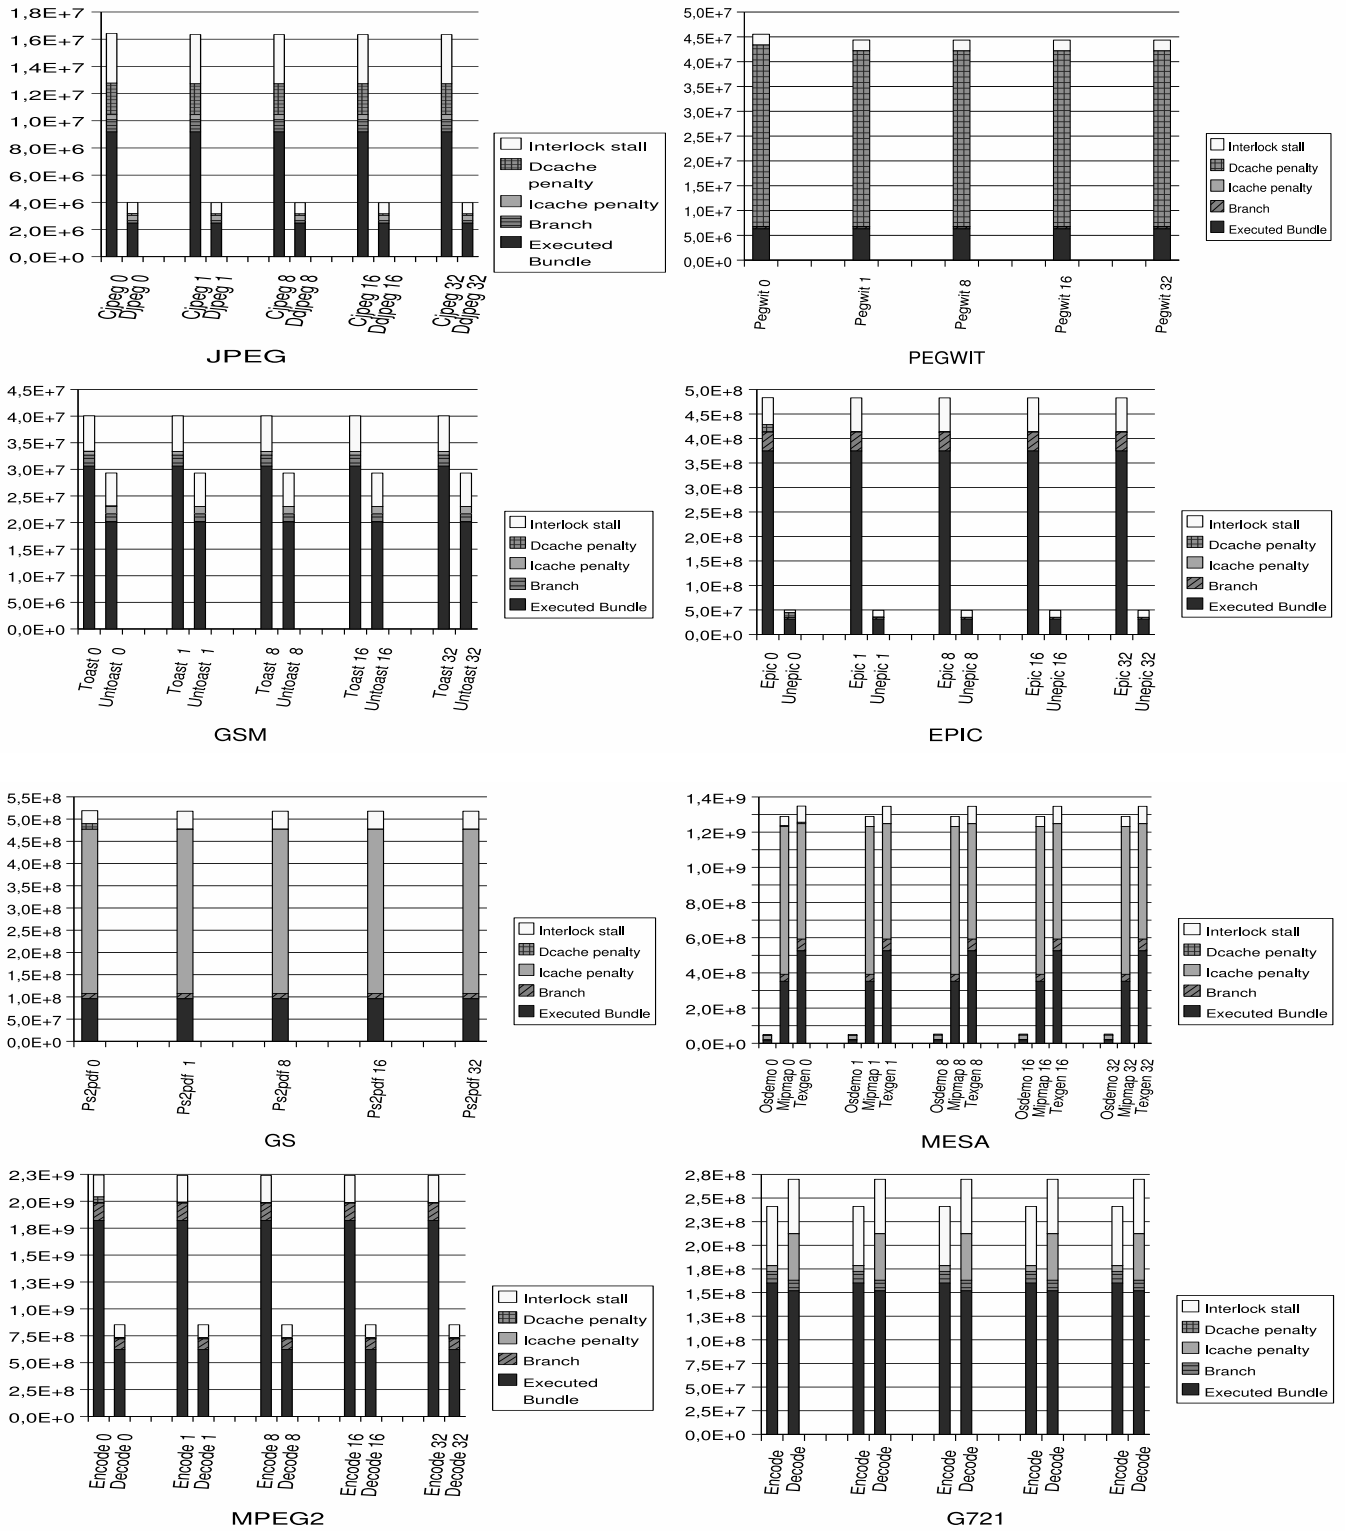 1,8E+7
1,6E+7
1,4E+7
1,2E+7
1,0E+7
8,0E+6
6,0E+6
4,0E+6
2,0E+6
0,0E+0
Cjpeg 0
Djpeg 0
Cjpeg 1
Djpeg 1
Cjpeg 8
Ddjpeg 8
Cjpeg 16
Ddjpeg 16
Cjpeg 32
Ddjpeg 32
Interlock stall
Dcache
penalty
Icache penalty
Branch
Executed
Bundle
JPEG
5,0E+7
4,5E+7
4,0E+7
3,5E+7
3,0E+7
2,5E+7
2,0E+7
1,5E+7
1,0E+7
5,0E+6
0,0E+0
Pegwit 0
Pegwit 1
Pegwit 8
Pegwit 16
Pegwit 32
Interlock stall
Dcache penalty
Icache penalty
Branch
Executed Bundle
PEGWIT
4,5E+7
4,0E+7
3,5E+7
3,0E+7
2,5E+7
2,0E+7
1,5E+7
1,0E+7
5,0E+6
0,0E+0
Toast 0
Untoast 0
Toast 1
Untoast 1
Toast 8
Untoast 8
Toast 16
Untoast 16
Toast 32
Untoast 32
Interlock stall
Dcache penalty
Icache penalty
Branch
Executed Bundle
GSM
5,0E+8
4,5E+8
4,0E+8
3,5E+8
3,0E+8
2,5E+8
2,0E+8
1,5E+8
1,0E+8
5,0E+7
0,0E+0
Epic 0
Unepic 0
Epic 1
Unepic 1
Epic 8
Unepic 8
Epic 16
Unepic 16
Epic 32
Unepic 32
Interlock stall
Dcache penalty
Icache penalty
Branch
Executed Bundle
EPIC
5,5E+8
5,0E+8
4,5E+8
4,0E+8
3,5E+8
3,0E+8
2,5E+8
2,0E+8
1,5E+8
1,0E+8
5,0E+7
0,0E+0
Ps2pdf 0
Ps2pdf 1
Ps2pdf 8
Ps2pdf 16
Ps2pdf 32
Interlock stall
Dcache penalty
Icache penalty
Branch
Executed Bundle
GS
1,4E+9
1,2E+9
1,0E+9
8,0E+8
6,0E+8
4,0E+8
2,0E+8
0,0E+0
Osdemo 0
Mipmap 0
Texgen 0
Osdemo 1
Mipmap 1
Texgen 1
Osdemo 8
Mipmap 8
Texgen 8
Osdemo 16
Mipmap 16
Texgen 16
Osdemo 32
Mipmap 32
Texgen 32
Interlock stall
Dcache penalty
Icache penalty
Branch
Executed Bundle
MESA
2,3E+9
2,0E+9
1,8E+9
1,5E+9
1,3E+9
1,0E+9
7,5E+8
5,0E+8
2,5E+8
0,0E+0
Encode 0
Decode 0
Encode 1
Decode 1
Encode 8
Decode 8
Encode 16
Decode 16
Encode 32
Decode 32
Interlock stall
Dcache penalty
Icache penalty
Branch
Executed
Bundle
MPEG2
2,8E+8
2,5E+8
2,3E+8
2,0E+8
1,8E+8
1,5E+8
1,3E+8
1,0E+8
7,5E+7
5,0E+7
2,5E+7
0,0E+0
Encode
Decode
Encode
Decode
Encode
Decode
Encode
Decode
Encode
Decode
Interlock stall
Dcache penalty
Icache penalty
Branch
Executed Bundle
G721